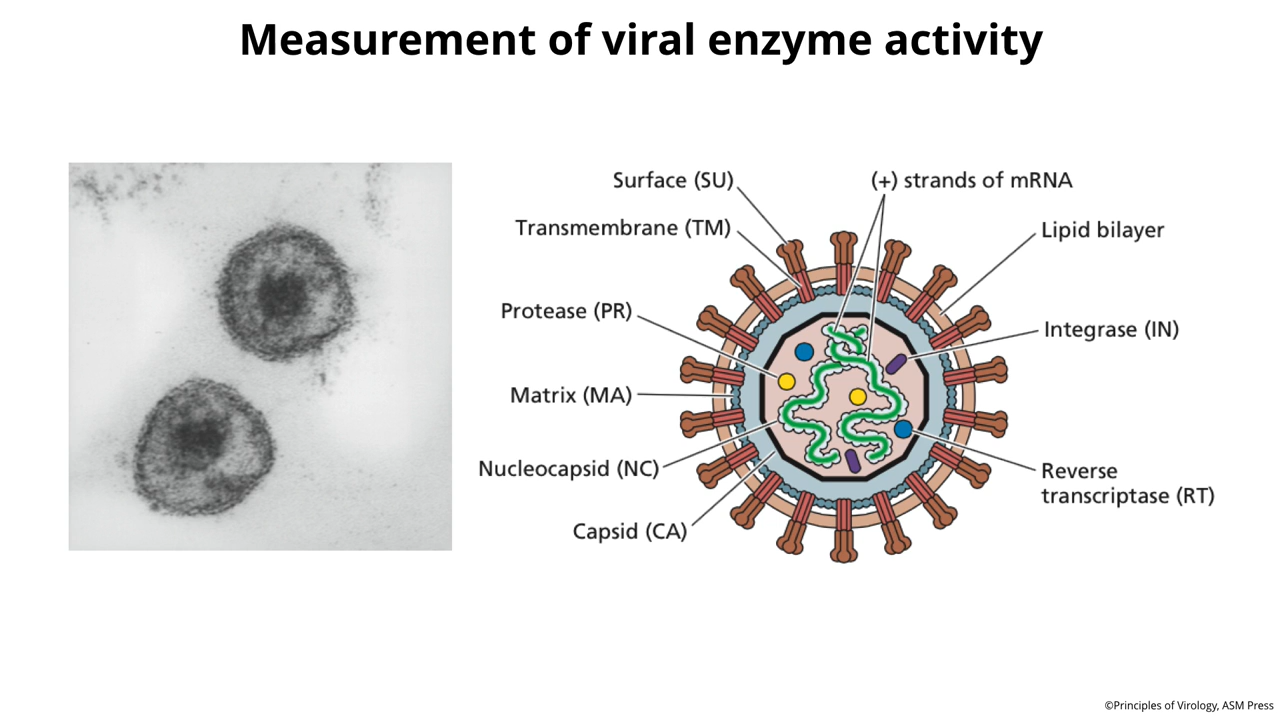 Measurement of viral enzyme activity
Surface (SU)
(+) strands of mRNA
Transmembrane (TM)
Lipid bilayer
Protease (PR)
Integrase (IN)
Matrix (MA)
Nucleocapsid (NC)
Reverse
transcriptase (RT)
Capsid (CA)
©Principles of Virology, ASM Press